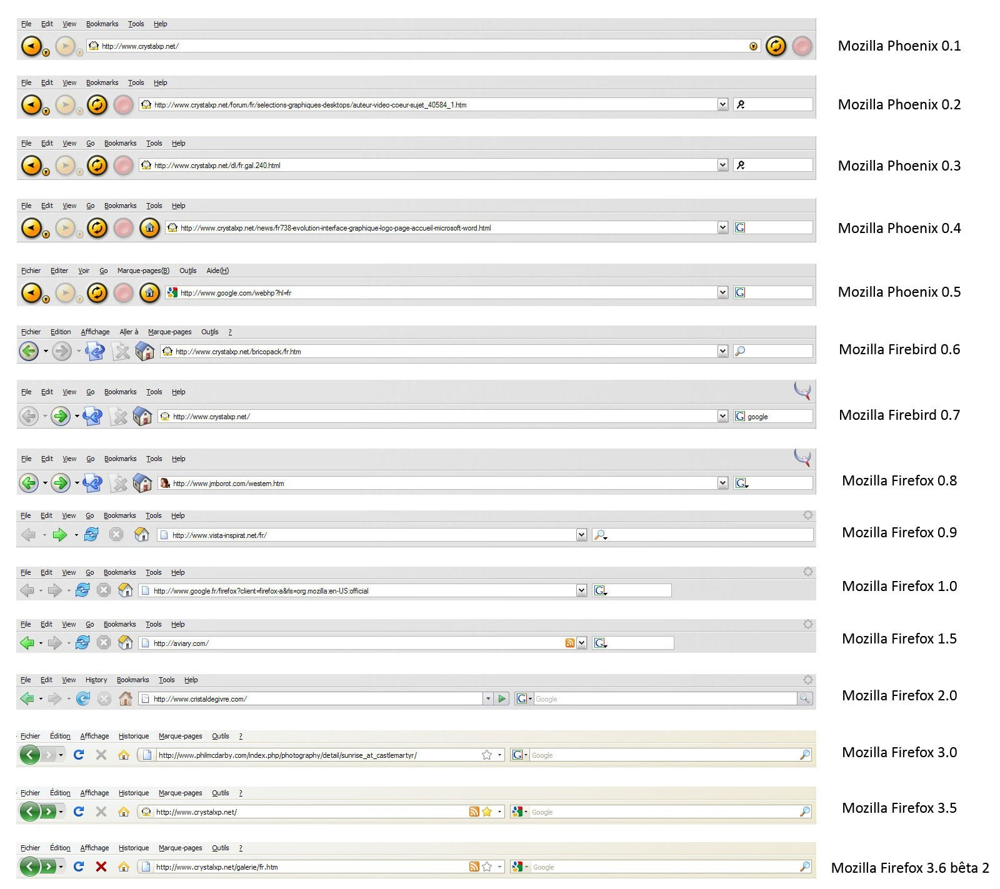 File Edit View Bookmarks Tools Help
http://www.crystalxp.net/
Mozilla Phoenix 0.1
File Edit View Bookmarks Tools Help
http://www.crystalxp.net/forum/fr/selections-graphiques-desktops/auteur-video-coeur-sujet_40584_1.htm
Mozilla Phoenix 0.2
File Edit View Go Bookmarks Tools Help
http://www.crystalxp.net/dl/fr.gal.240.html
Mozilla Phoenix 0.3
File Edit View Go Bookmarks Tools Help
http://www.crystalxp.net/news/fr738-evolution-interface-graphique-logo-page-accueil-microsoft-word.html
G
Mozilla Phoenix 0.4
Fichier Editer Voir Go Marque-pages(B) Outils Aide(H)
http://www.google.com/webhp?hl=fr
G
Mozilla Phoenix 0.5
Fichier Edition Affichage Aller à Marque-pages Outils ?
http://www.crystalxp.net/bricopack/fr.htm
Mozilla Firebird 0.6
File Edit View Go Bookmarks Tools Help
http://www.crystalxp.net/
G google
Mozilla Firebird 0.7
File Edit View Go Bookmarks Tools Help
http://www.jmborot.com/western.htm
G
Mozilla Firefox 0.8
File Edit View Go Bookmarks Tools Help
http://www.vista-inspirat.net/fr/
Mozilla Firefox 0.9
File Edit View Go Bookmarks Tools Help
http://www.google.fr/firefox?client=firefox-a&rls=org.mozilla:en-US:official
G
Mozilla Firefox 1.0
File Edit View Go Bookmarks Tools Help
http://aviary.com/
G
Mozilla Firefox 1.5
File Edit View History Bookmarks Tools Help
http://www.cristaldegivre.com/
G Google
Mozilla Firefox 2.0
Fichier Édition Affichage Historique Marque-pages Outils ?
http://www.philmcdarby.com/index.php/photography/detail/sunrise_at_castlemartyr/
G Google
Mozilla Firefox 3.0
Fichier Édition Affichage Historique Marque-pages Outils ?
http://www.crystalxp.net/
Google
Mozilla Firefox 3.5
Fichier Édition Affichage Historique Marque-pages Outils ?
http://www.crystalxp.net/galerie/fr.htm
Google
Mozilla Firefox 3.6 bêta 2